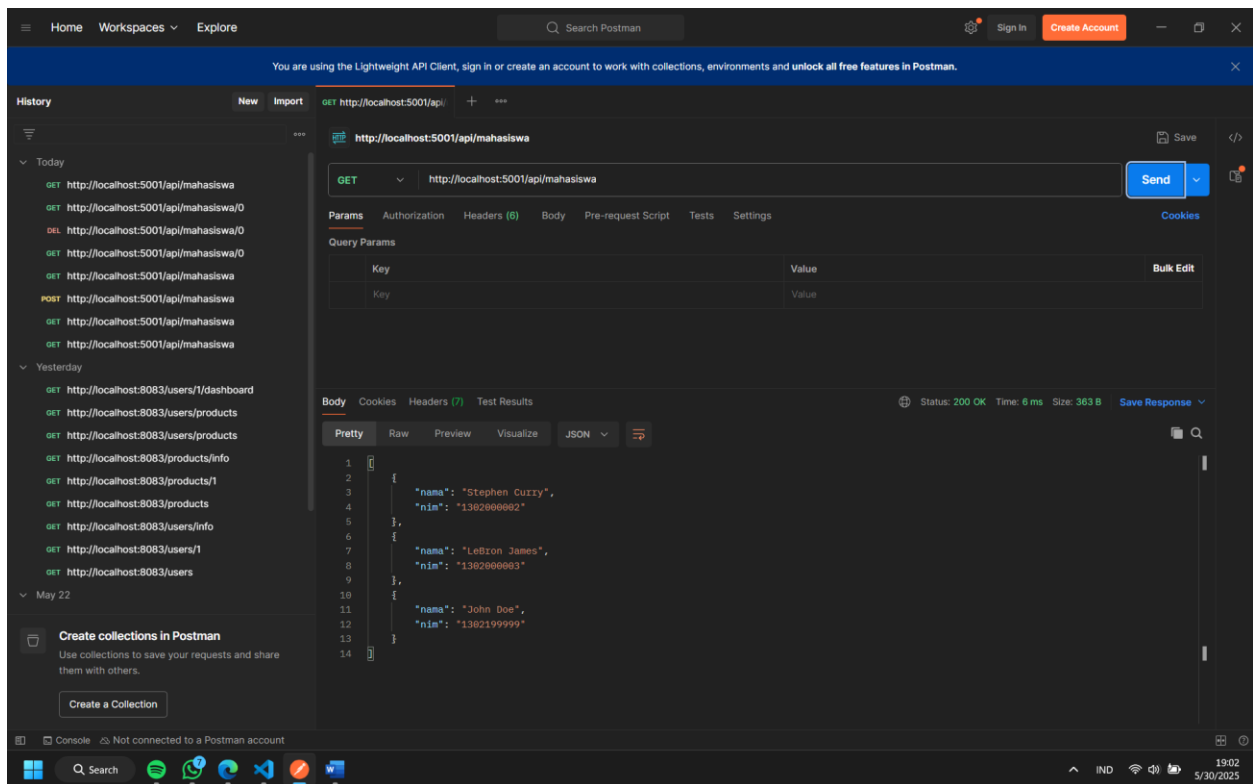 Home Workspaces Explore Search Postman Sign In Create Account
You are using the Lightweight API Client, sign in or create an account to work with collections, environments and unlock all free features in Postman.
History New Import GET http://localhost:5001/api/
http://localhost:5001/api/mahasiswa Save
Today
GET http://localhost:5001/api/mahasiswa
GET http://localhost:5001/api/mahasiswa/0
DEL http://localhost:5001/api/mahasiswa/0
GET http://localhost:5001/api/mahasiswa/0
GET http://localhost:5001/api/mahasiswa
POST http://localhost:5001/api/mahasiswa
GET http://localhost:5001/api/mahasiswa
GET http://localhost:5001/api/mahasiswa
Yesterday
GET http://localhost:8083/users/1/dashboard
GET http://localhost:8083/users/products
GET http://localhost:8083/users/products
GET http://localhost:8083/products/info
GET http://localhost:8083/products/1
GET http://localhost:8083/products
GET http://localhost:8083/users/info
GET http://localhost:8083/users/1
GET http://localhost:8083/users
May 22
Create collections in Postman
Use collections to save your requests and share
them with others.
Create a Collection
GET http://localhost:5001/api/mahasiswa Send
Params Authorization Headers (6) Body Pre-request Script Tests Settings Cookies
Query Params
Key Value Bulk Edit
Key Value
Body Cookies Headers (7) Test Results Status: 200 OK Time: 6 ms Size: 363 B Save Response
Pretty Raw Preview Visualize JSON
1 [
2 {
3 "nama": "Stephen Curry",
4 "nim": "1302000002"
5 },
6 {
7 "nama": "LeBron James",
8 "nim": "1302000003"
9 },
10 {
11 "nama": "John Doe",
12 "nim": "1302199999"
13 }
14 ]
Console Not connected to a Postman account
Search 7 IND 19:02
5/30/2025